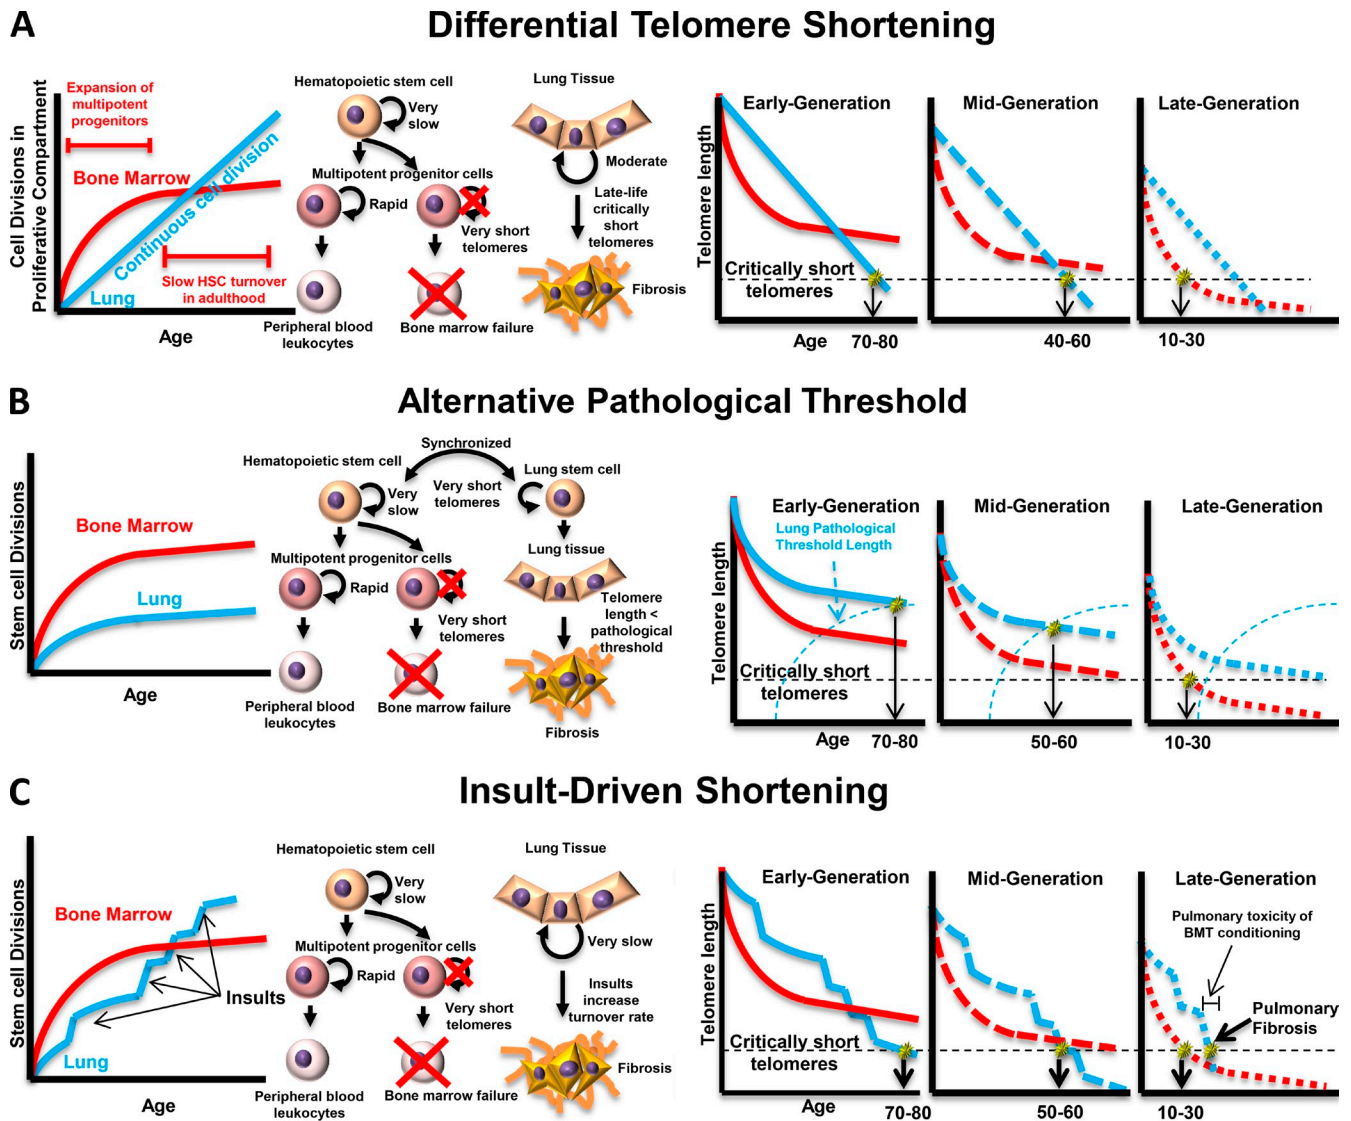 A
Differential Telomere Shortening
Cell Divisions in
Proliferative Compartment
Expansion of
multipotent
progenitors
Bone Marrow
Continuous cell division
Lung
Slow HSC turnover
in adulthood
Age
Hematopoietic stem cell
Very
slow
Multipotent progenitor cells
Rapid
Very short
telomeres
Peripheral blood
leukocytes
Bone marrow failure
Lung Tissue
Moderate
Late-life
critically
short
telomeres
Fibrosis
Telomere length
Early-Generation
Mid-Generation
Late-Generation
Critically short
telomeres
Age
70-80
40-60
10-30
B
Alternative Pathological Threshold
Stem cell Divisions
Bone Marrow
Lung
Age
Synchronized
Hematopoietic stem cell
Very
slow
Very short
telomeres
Lung stem cell
Multipotent progenitor cells
Rapid
Very short
telomeres
Peripheral blood
leukocytes
Bone marrow failure
Lung tissue
Telomere
length <
pathological
threshold
Fibrosis
Telomere length
Early-Generation
Lung Pathological
Threshold Length
Mid-Generation
Late-Generation
Critically short
telomeres
Age
70-80
50-60
10-30
C
Insult-Driven Shortening
Stem cell Divisions
Bone Marrow
Insults
Lung
Age
Hematopoietic stem cell
Very
slow
Multipotent progenitor cells
Rapid
Very short
telomeres
Peripheral blood
leukocytes
Bone marrow failure
Lung Tissue
Very slow
Insults
increase
turnover rate
Fibrosis
Telomere length
Early-Generation
Mid-Generation
Late-Generation
Pulmonary toxicity of
BMT conditioning
Pulmonary
Fibrosis
Critically short
telomeres
Age
70-80
50-60
10-30